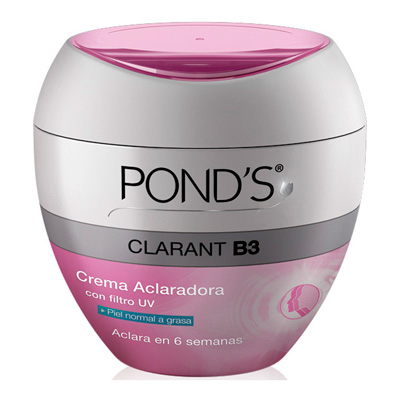 POND'S®
CLARANT B3
Crema Aclaradora
con filtro UV
▸ Piel normal a grasa
Aclara en 6 semanas